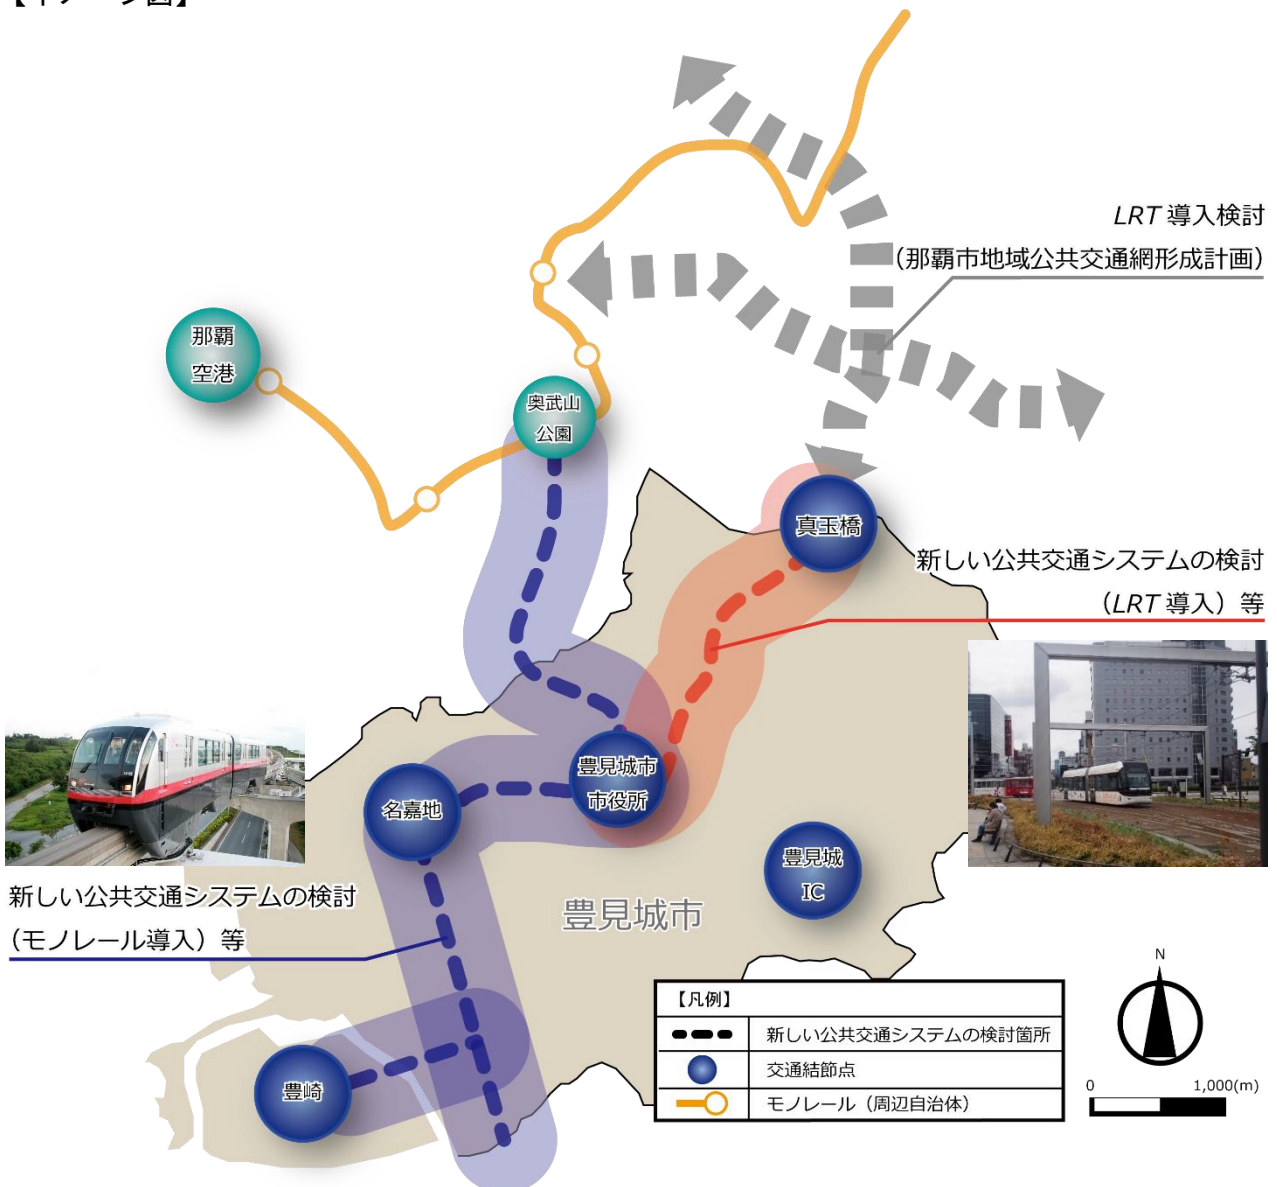 【イメージ図】
LRT 導入検討
（那覇市地域公共交通網形成計画）
那覇
空港
奥武山
公園
真玉橋
新しい公共交通システムの検討
（LRT 導入）等
豊見城市
市役所
名嘉地
豊見城
IC
新しい公共交通システムの検討
（モノレール導入）等
豊見城市
豊崎
【凡例】
新しい公共交通システムの検討箇所
交通結節点
モノレール（周辺自治体）
N
0 1,000(m)